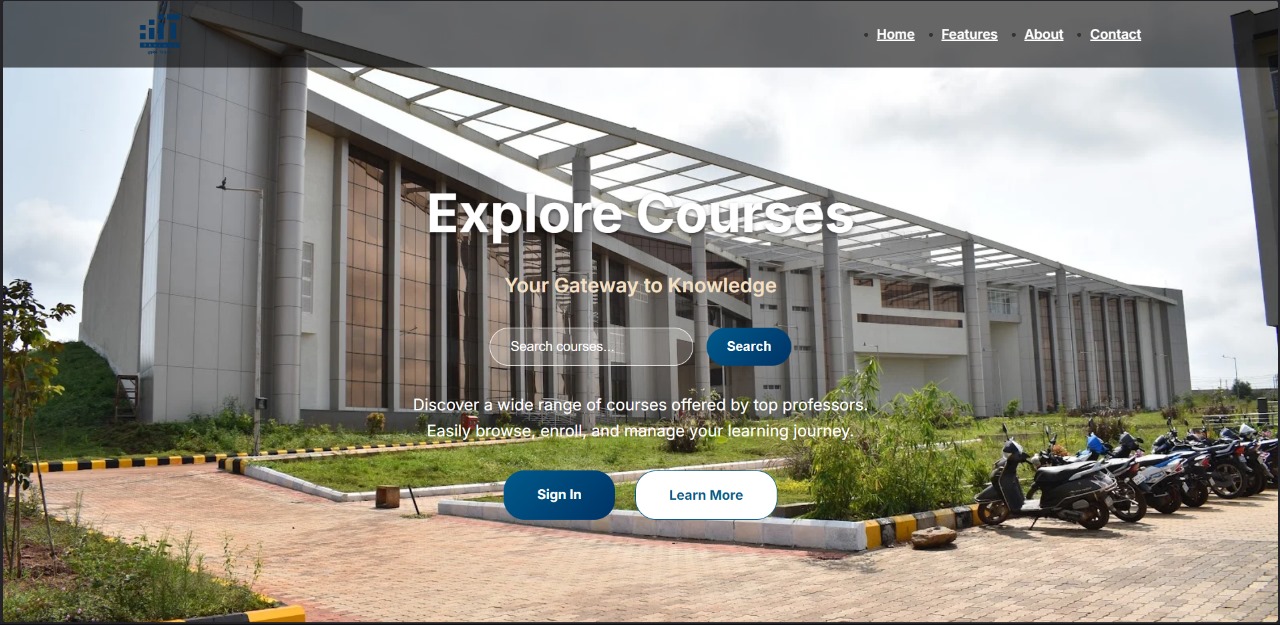 Home
Features
About
Contact
Explore Courses
Your Gateway to Knowledge
Search courses...
Search
Discover a wide range of courses offered by top professors.
Easily browse, enroll, and manage your learning journey.
Sign In
Learn More